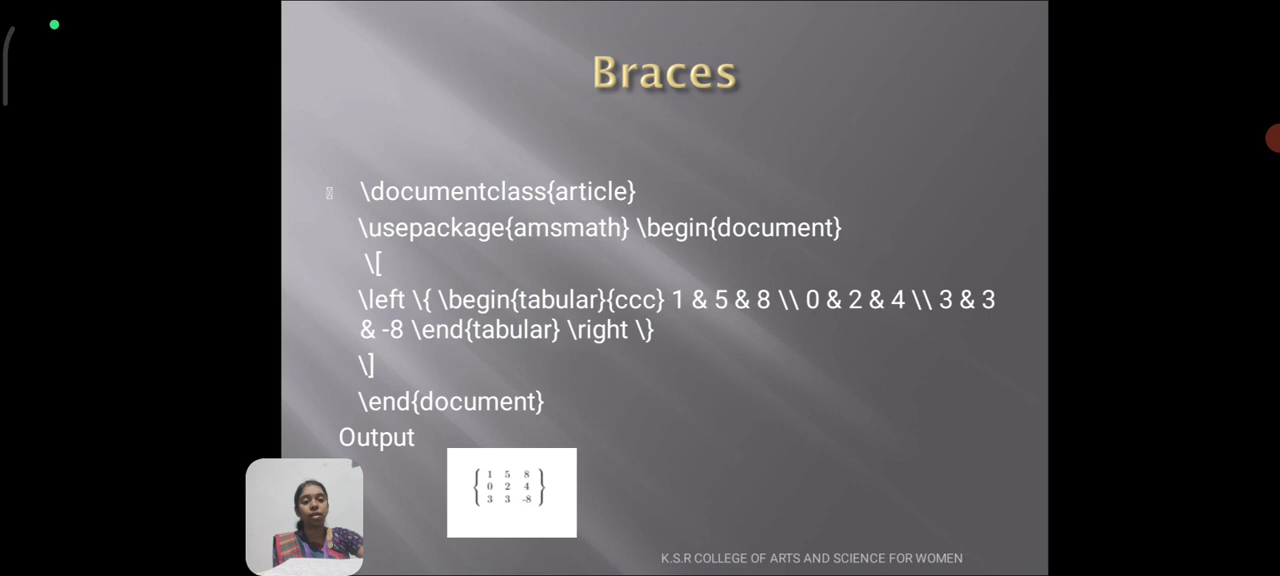 Braces
\documentclass{article}
\usepackage{amsmath} \begin{document}
\[
\left \{ \begin{tabular}{ccc} 1 & 5 & 8 \\ 0 & 2 & 4 \\ 3 & 3
& -8 \end{tabular} \right \}
\]
\end{document}
Output
1 5 8
0 2 4
3 3 -8
K.S.R COLLEGE OF ARTS AND SCIENCE FOR WOMEN